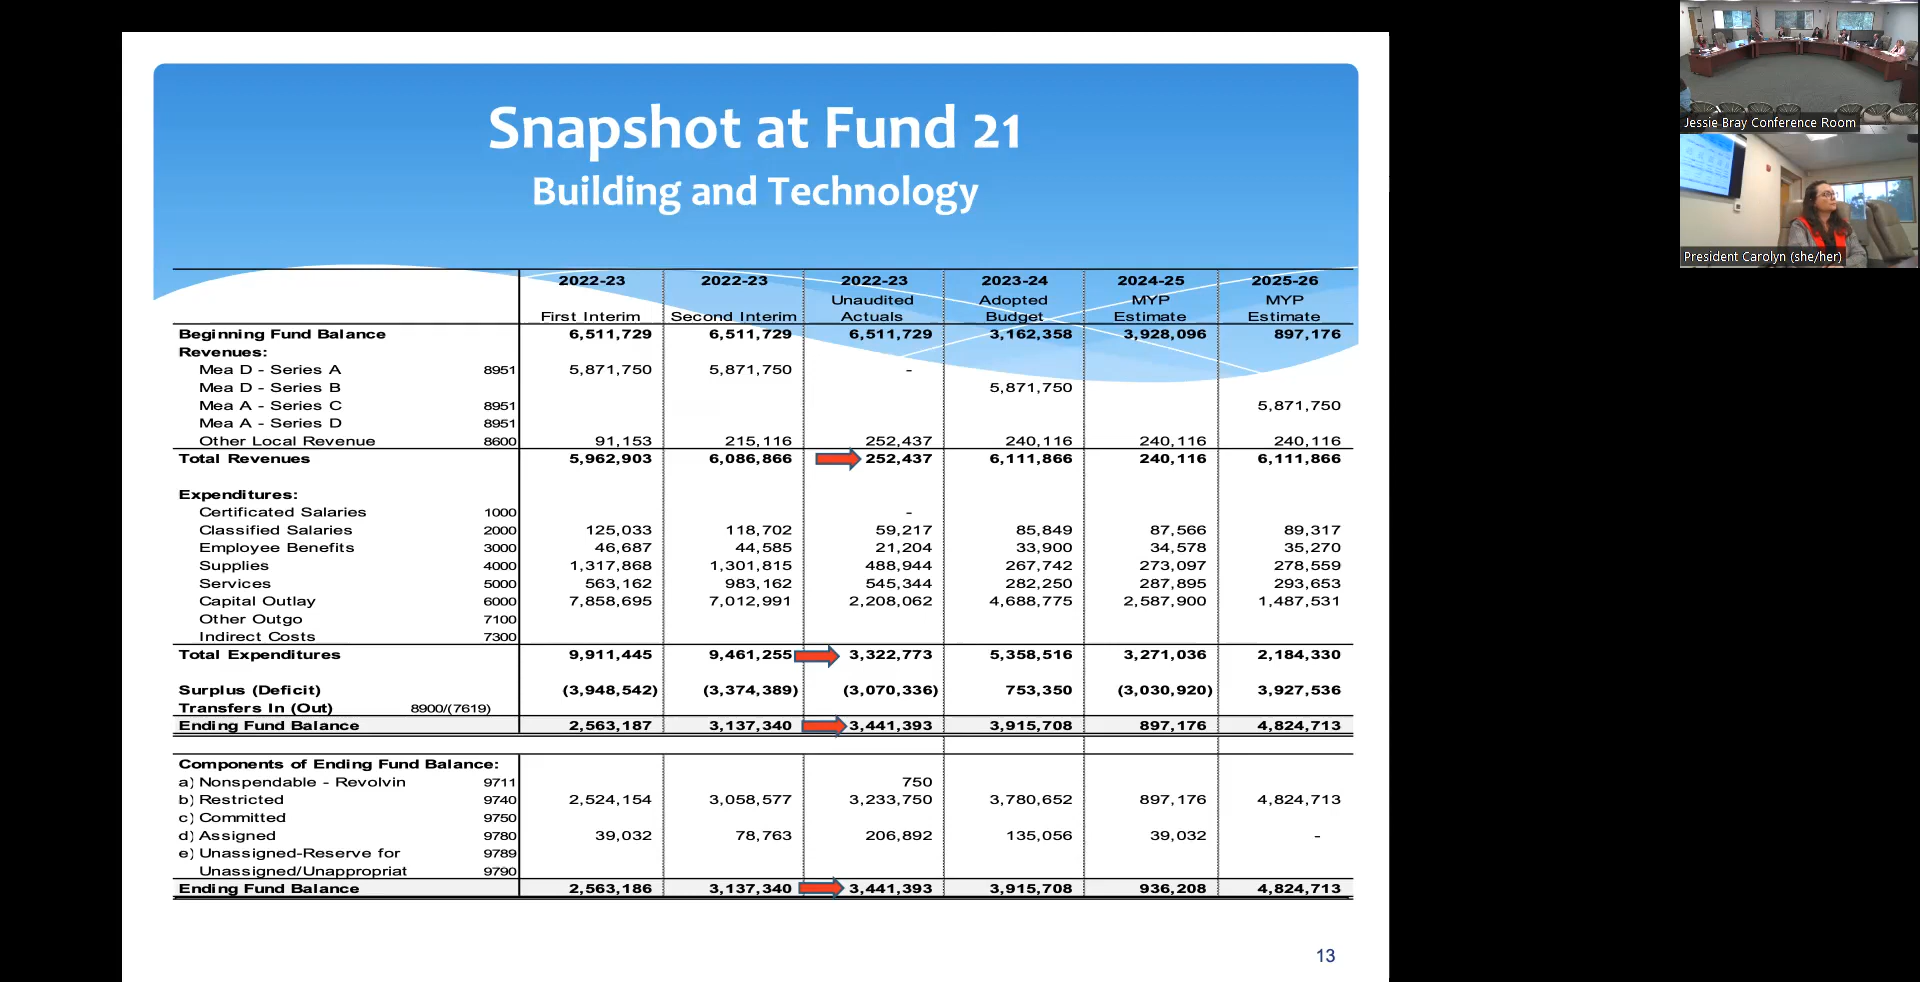 Snapshot at Fund 21
Building and Technology
2022-23 2022-23 2022-23 2023-24 2024-25 2025-26
Unaudited Adopted MYP MYP
First Interim Second Interim Actuals Budget Estimate Estimate
Beginning Fund Balance 6,511,729 6,511,729 6,511,729 3,162,358 3,928,096 897,176
Revenues:
Mea D - Series A 8951 5,871,750 5,871,750 -
Mea D - Series B 5,871,750
Mea A - Series C 8951 5,871,750
Mea A - Series D 8951
Other Local Revenue 8600 91,153 215,116 252,437 240,116 240,116 240,116
Total Revenues 5,962,903 6,086,866 252,437 6,111,866 240,116 6,111,866
Expenditures:
Certificated Salaries 1000 -
Classified Salaries 2000 125,033 118,702 59,217 85,849 87,566 89,317
Employee Benefits 3000 46,687 44,585 21,204 33,900 34,578 35,270
Supplies 4000 1,317,868 1,301,815 488,944 267,742 273,097 278,559
Services 5000 563,162 983,162 545,344 282,250 287,895 293,653
Capital Outlay 6000 7,858,695 7,012,991 2,208,062 4,688,775 2,587,900 1,487,531
Other Outgo 7100
Indirect Costs 7300
Total Expenditures 9,911,445 9,461,255 3,322,773 5,358,516 3,271,036 2,184,330
Surplus (Deficit) (3,948,542) (3,374,389) (3,070,336) 753,350 (3,030,920) 3,927,536
Transfers In (Out) 8900/(7619)
Ending Fund Balance 2,563,187 3,137,340 3,441,393 3,915,708 897,176 4,824,713
Components of Ending Fund Balance:
a) Nonspendable - Revolvin 9711 750
b) Restricted 9740 2,524,154 3,058,577 3,233,750 3,780,652 897,176 4,824,713
c) Committed 9750
d) Assigned 9780 39,032 78,763 206,892 135,056 39,032 -
e) Unassigned-Reserve for 9789
Unassigned/Unappropriat 9790
Ending Fund Balance 2,563,186 3,137,340 3,441,393 3,915,708 936,208 4,824,713
13
Jessie Bray Conference Room
President Carolyn (she/her)